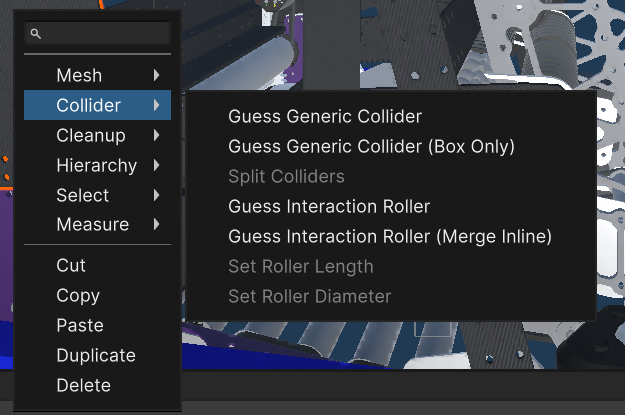 Mesh
Collider
Cleanup
Hierarchy
Select
Measure
Cut
Copy
Paste
Duplicate
Delete
Guess Generic Collider
Guess Generic Collider (Box Only)
Split Colliders
Guess Interaction Roller
Guess Interaction Roller (Merge Inline)
Set Roller Length
Set Roller Diameter